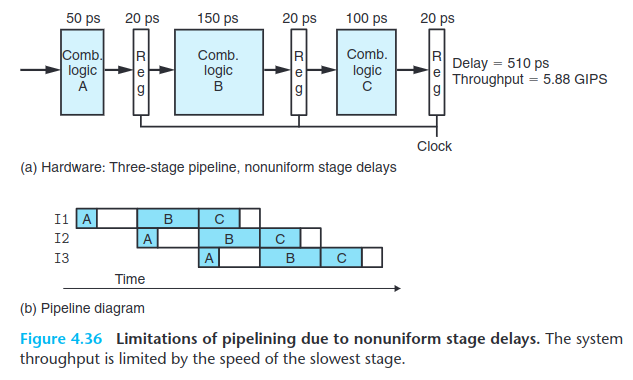 50 ps 20 ps 150 ps 20 ps 100 ps 20 ps
Comb. logic A
Reg
Comb. logic B
Reg
Comb. logic C
Reg
Delay = 510 ps
Throughput = 5.88 GIPS
Clock
(a) Hardware: Three-stage pipeline, nonuniform stage delays
I1 A B C
I2 A B C
I3 A B C
Time
(b) Pipeline diagram
Figure 4.36 Limitations of pipelining due to nonuniform stage delays. The system
throughput is limited by the speed of the slowest stage.